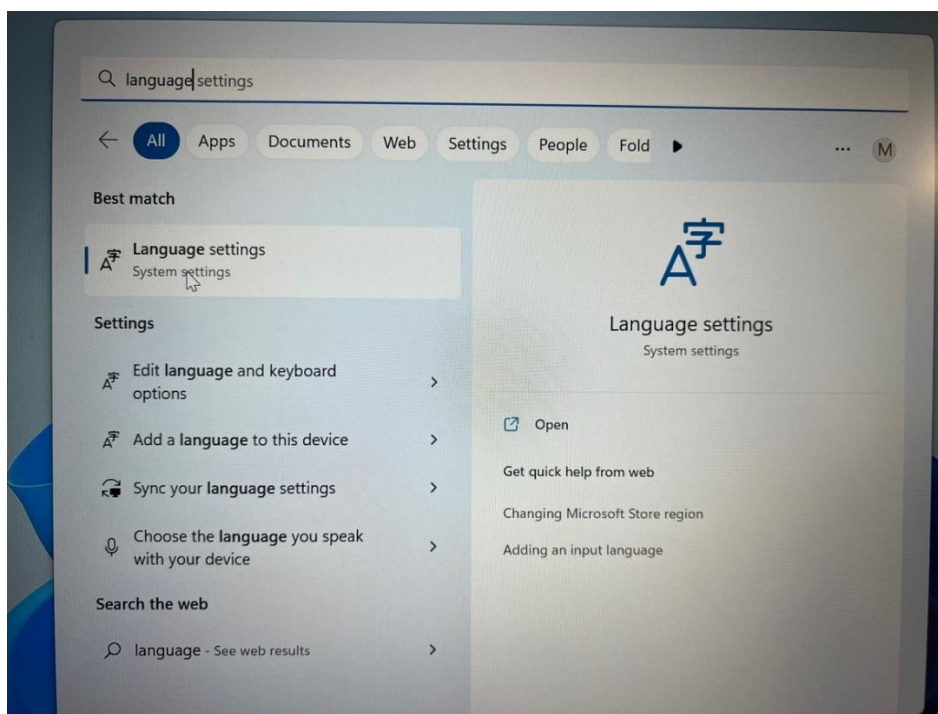 language settings
All Apps Documents Web Settings People Fold ... M
Best match
Language settings
System settings
Settings
Edit language and keyboard
options
Add a language to this device
Sync your language settings
Choose the language you speak
with your device
Search the web
language - See web results
字
A
Language settings
System settings
Open
Get quick help from web
Changing Microsoft Store region
Adding an input language